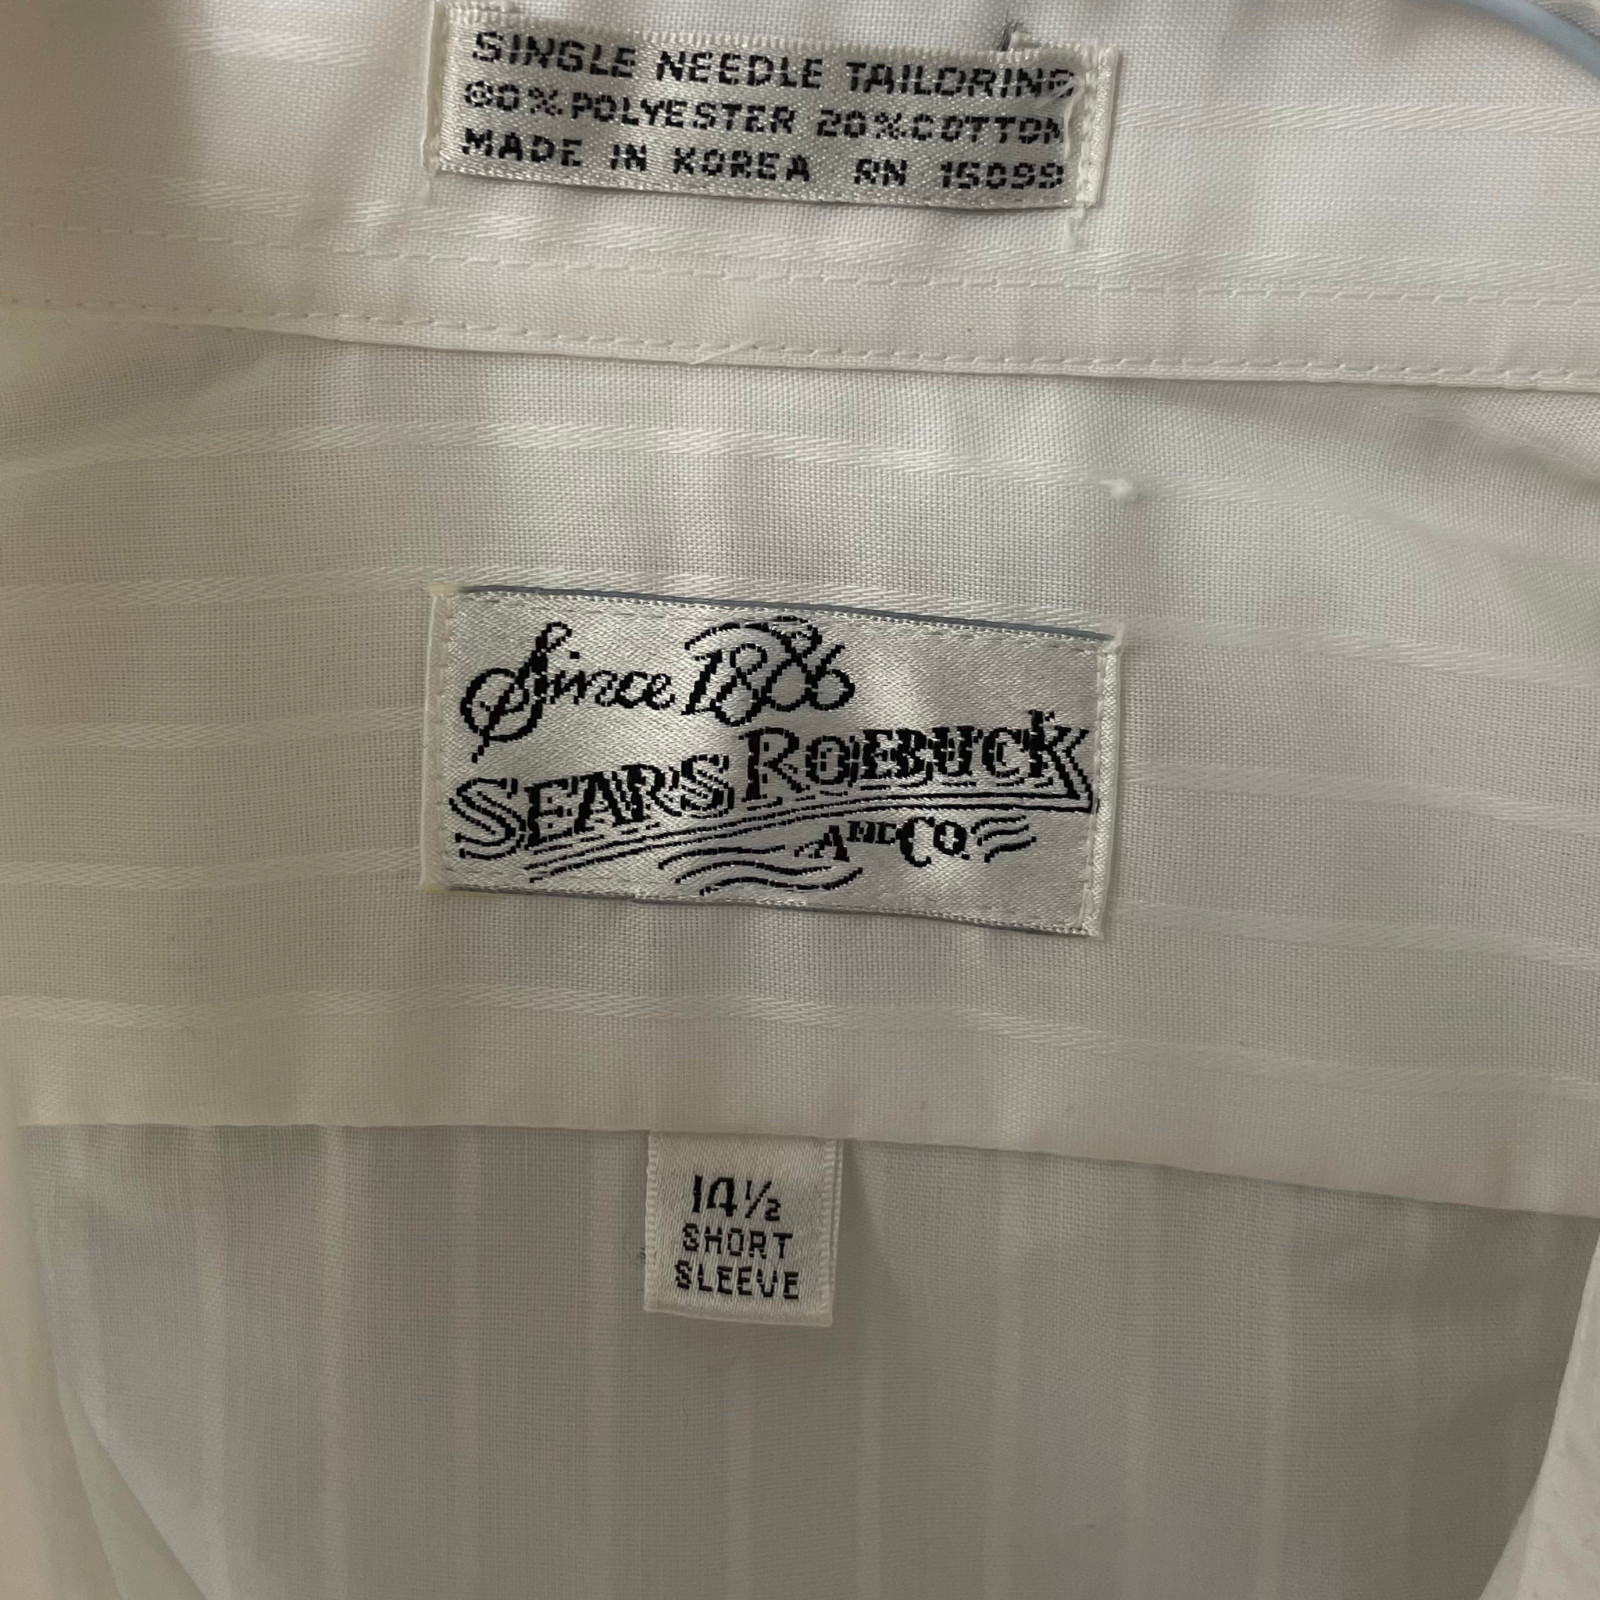 SINGLE NEEDLE TAILORING
80% POLYESTER 20% COTTON
MADE IN KOREA RN 15099
Since 1886
SEARS ROEBUCK
AND CO.
14½
SHORT
SLEEVE